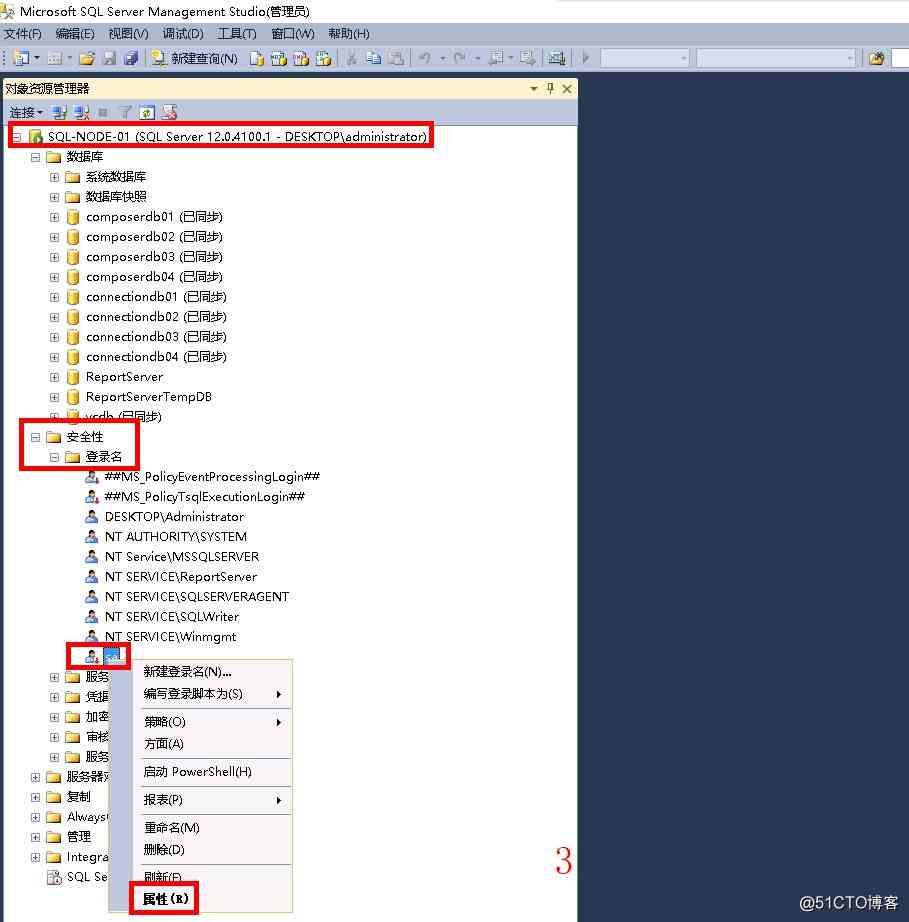 Microsoft SQL Server Management Studio(管理员)
文件(F) 编辑(E) 视图(V) 调试(D) 工具(T) 窗口(W) 帮助(H)
新建查询(N)
对象资源管理器
连接
SQL-NODE-01 (SQL Server 12.0.4100.1 - DESKTOP\administrator)
数据库
系统数据库
数据库快照
composerdb01 (已同步)
composerdb02 (已同步)
composerdb03 (已同步)
composerdb04 (已同步)
connectiondb01 (已同步)
connectiondb02 (已同步)
connectiondb03 (已同步)
connectiondb04 (已同步)
ReportServer
ReportServerTempDB
vcdb (已同步)
安全性
登录名
##MS_PolicyEventProcessingLogin##
##MS_PolicyTsqlExecutionLogin##
DESKTOP\Administrator
NT AUTHORITY\SYSTEM
NT Service\MSSQLSERVER
NT SERVICE\ReportServer
NT SERVICE\SQLSERVERAGENT
NT SERVICE\SQLWriter
NT SERVICE\Winmgmt
sa
服务
凭据
加密
审核
服务
服务器对
复制
Always
管理
Integra
SQL Se
新建登录名(N)...
编写登录脚本为(S)
策略(O)
方面(A)
启动 PowerShell(H)
报表(P)
重命名(M)
删除(D)
刷新(F)
属性(R)
3
@51CTO博客